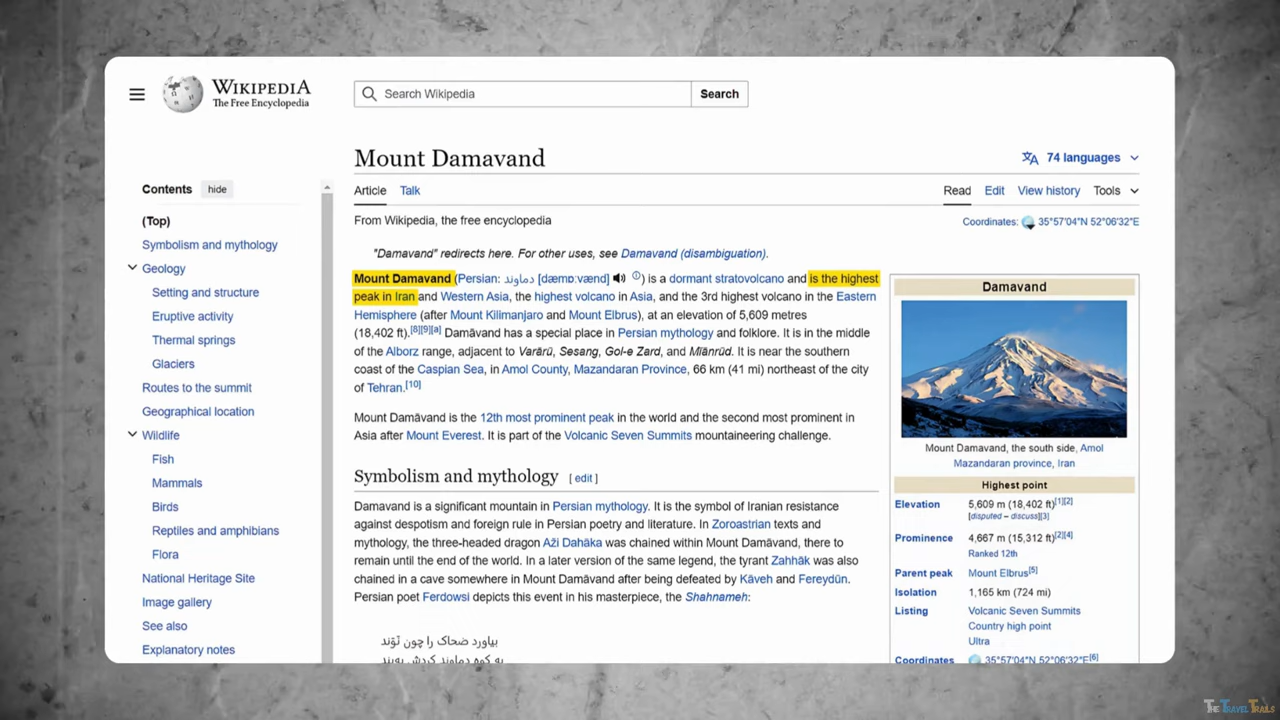 WIKIPEDIA
The Free Encyclopedia
Search Wikipedia
Search
Mount Damavand
74 languages
Contents hide
Article Talk
Read Edit View history Tools
(Top)
Symbolism and mythology
Geology
Setting and structure
Eruptive activity
Thermal springs
Glaciers
Routes to the summit
Geographical location
Wildlife
Fish
Mammals
Birds
Reptiles and amphibians
Flora
National Heritage Site
Image gallery
See also
Explanatory notes
From Wikipedia, the free encyclopedia
Coordinates: 35°57′04″N 52°06′32″E
"Damavand" redirects here. For other uses, see Damavand (disambiguation).
Mount Damavand (Persian: دماوند [dæmɒːvænd] ⓘ) is a dormant stratovolcano and is the highest
peak in Iran and Western Asia, the highest volcano in Asia, and the 3rd highest volcano in the Eastern
Hemisphere (after Mount Kilimanjaro and Mount Elbrus), at an elevation of 5,609 metres
(18,402 ft).[8][9][a] Damāvand has a special place in Persian mythology and folklore. It is in the middle
of the Alborz range, adjacent to Varārū, Sesang, Gol-e Zard, and Mīānrūd. It is near the southern
coast of the Caspian Sea, in Amol County, Mazandaran Province, 66 km (41 mi) northeast of the city
of Tehran.[10]
Mount Damāvand is the 12th most prominent peak in the world and the second most prominent in
Asia after Mount Everest. It is part of the Volcanic Seven Summits mountaineering challenge.
Symbolism and mythology [ edit ]
Damavand is a significant mountain in Persian mythology. It is the symbol of Iranian resistance
against despotism and foreign rule in Persian poetry and literature. In Zoroastrian texts and
mythology, the three-headed dragon Aži Dahāka was chained within Mount Damāvand, there to
remain until the end of the world. In a later version of the same legend, the tyrant Zahhāk was also
chained in a cave somewhere in Mount Damāvand after being defeated by Kāveh and Fereydūn.
Persian poet Ferdowsi depicts this event in his masterpiece, the Shahnameh:
بیاورد ضحاک را چون نَوَند
به کوه دماوند کردش به‌بند
Damavand
Mount Damavand, the south side, Amol
Mazandaran province, Iran
Highest point
Elevation 5,609 m (18,402 ft)[1][2]
[disputed – discuss][3]
Prominence 4,667 m (15,312 ft)[2][4]
Ranked 12th
Parent peak Mount Elbrus[5]
Isolation 1,165 km (724 mi)
Listing Volcanic Seven Summits
Country high point
Ultra
Coordinates 35°57′04″N 52°06′32″E[6]
THE TRAVEL TRAILS